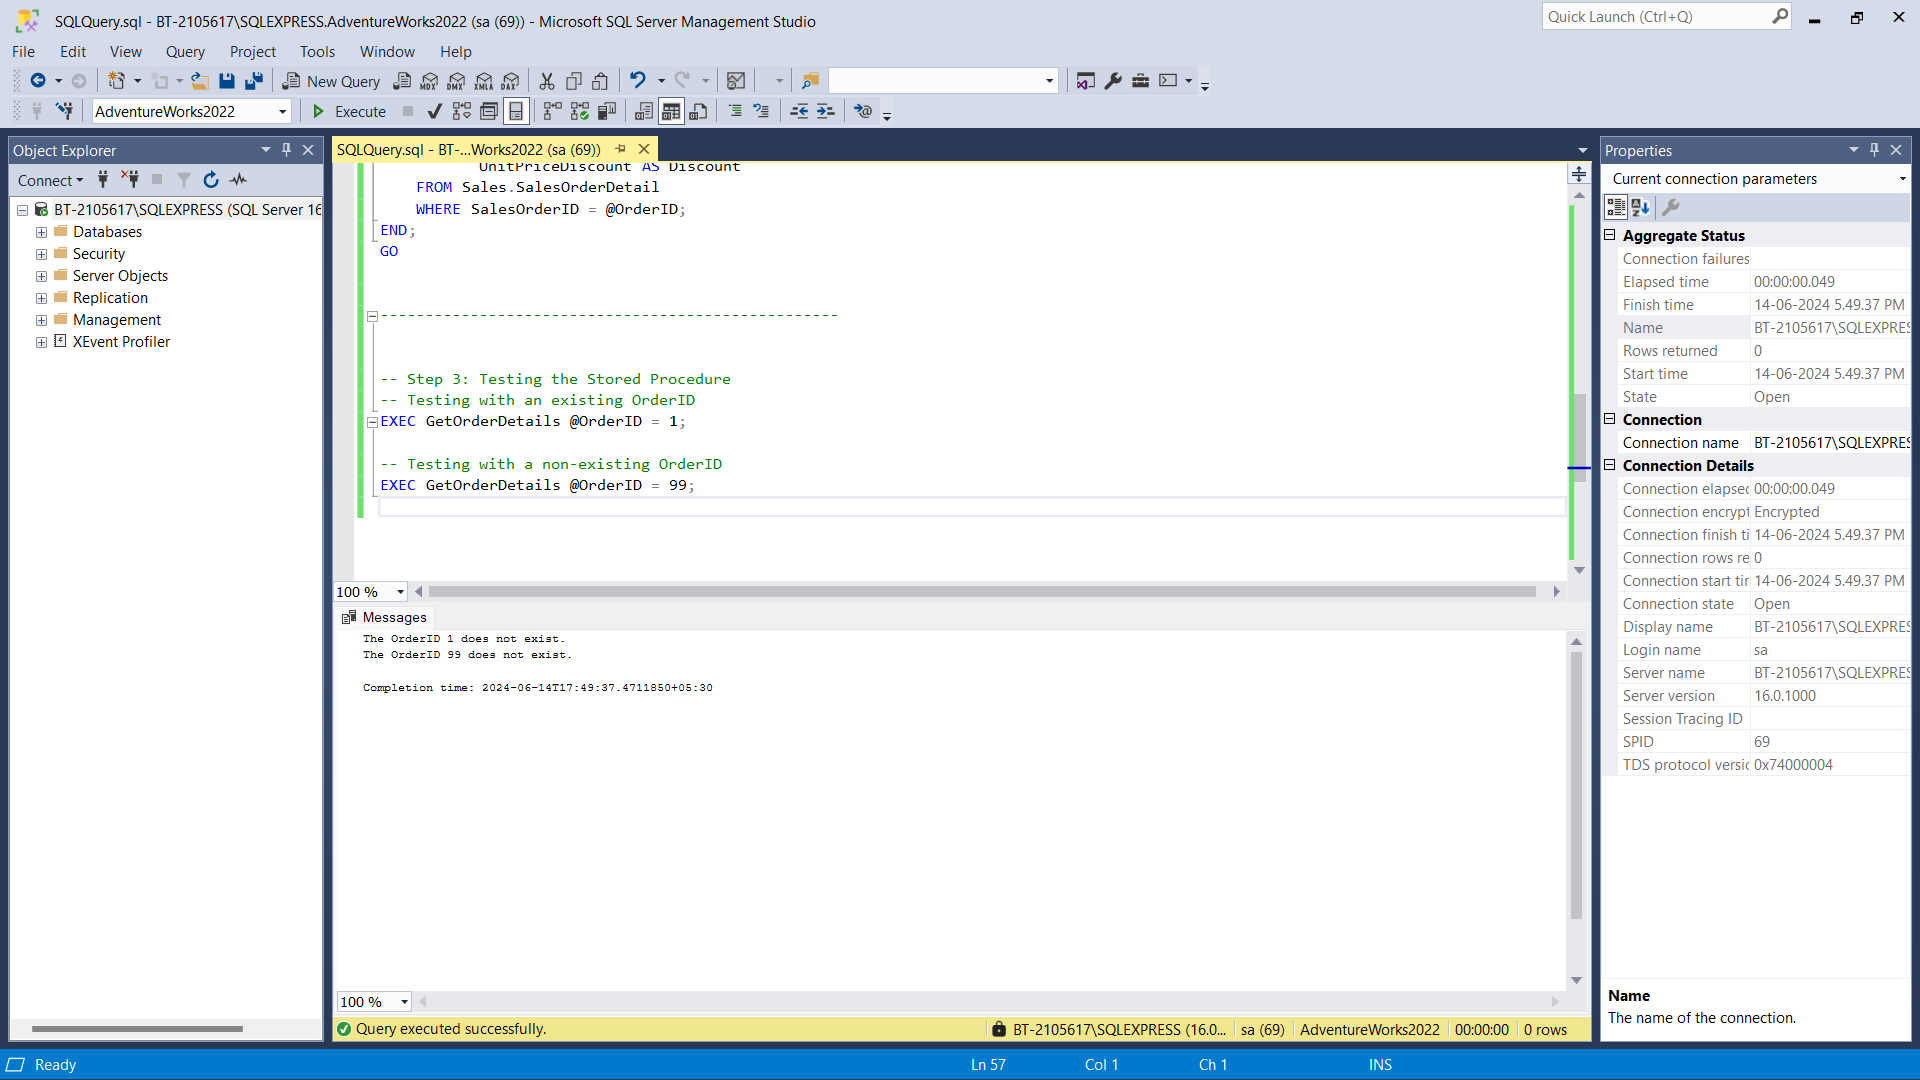 SQLQuery.sql - BT-2105617\SQLEXPRESS.AdventureWorks2022 (sa (69)) - Microsoft SQL Server Management Studio
Quick Launch (Ctrl+Q)
File Edit View Query Project Tools Window Help
New Query MDX DMX XMLA DAX
AdventureWorks2022 Execute
Object Explorer
Connect
BT-2105617\SQLEXPRESS (SQL Server 16
Databases
Security
Server Objects
Replication
Management
XEvent Profiler
SQLQuery.sql - BT-...Works2022 (sa (69))
UnitPriceDiscount AS Discount
FROM Sales.SalesOrderDetail
WHERE SalesOrderID = @OrderID;
END;
GO
---------------------------------------------------
-- Step 3: Testing the Stored Procedure
-- Testing with an existing OrderID
EXEC GetOrderDetails @OrderID = 1;
-- Testing with a non-existing OrderID
EXEC GetOrderDetails @OrderID = 99;
100 %
Messages
The OrderID 1 does not exist.
The OrderID 99 does not exist.
Completion time: 2024-06-14T17:49:37.4711850+05:30
100 %
Query executed successfully. BT-2105617\SQLEXPRESS (16.0... sa (69) AdventureWorks2022 00:00:00 0 rows
Properties
Current connection parameters
Aggregate Status
Connection failures
Elapsed time 00:00:00.049
Finish time 14-06-2024 5.49.37 PM
Name BT-2105617\SQLEXPRES
Rows returned 0
Start time 14-06-2024 5.49.37 PM
State Open
Connection
Connection name BT-2105617\SQLEXPRES
Connection Details
Connection elapsec 00:00:00.049
Connection encrypt Encrypted
Connection finish ti 14-06-2024 5.49.37 PM
Connection rows re 0
Connection start tir 14-06-2024 5.49.37 PM
Connection state Open
Display name BT-2105617\SQLEXPRES
Login name sa
Server name BT-2105617\SQLEXPRES
Server version 16.0.1000
Session Tracing ID
SPID 69
TDS protocol versic 0x74000004
Name
The name of the connection.
Ready Ln 57 Col 1 Ch 1 INS